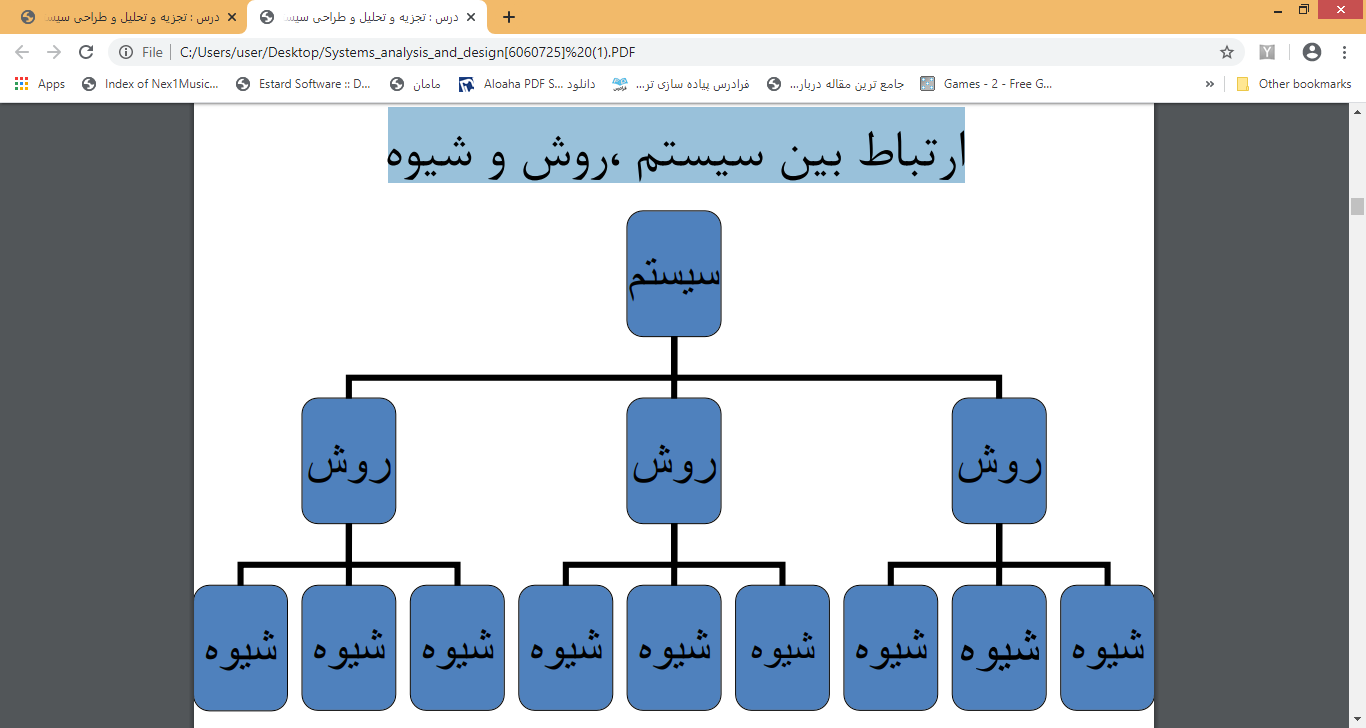 درس : تجزیه و تحلیل و طراحی سیس
درس : تجزیه و تحلیل و طراحی سیس
File
C:/Users/user/Desktop/Systems_analysis_and_design[6060725]%20(1).PDF
Apps
Index of Nex1Music...
Estard Software :: D...
مامان
دانلود Aloaha PDF S...
فرادرس پیاده سازی تر...
جامع ترین مقاله دربار...
Games - 2 - Free G...
»
Other bookmarks
ارتباط بین سیستم ،روش و شیوه
سیستم
روش روش روش
شیوه شیوه شیوه شیوه شیوه شیوه شیوه شیوه شیوه